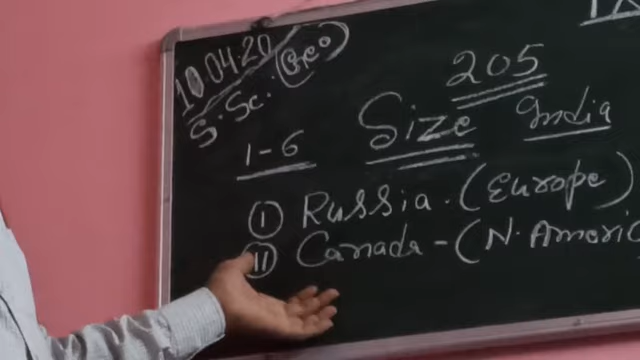 10.04.20
S.Sc. (Geo)
205
Size India
1-6
I Russia. (Europe)
II Canada - (N. Americ